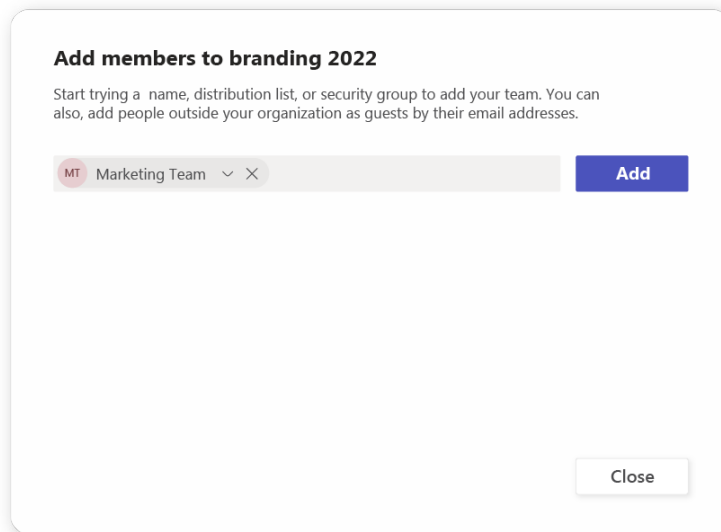 Add members to branding 2022
Start trying a name, distribution list, or security group to add your team. You can
also, add people outside your organization as guests by their email addresses.
MT Marketing Team Add
Close